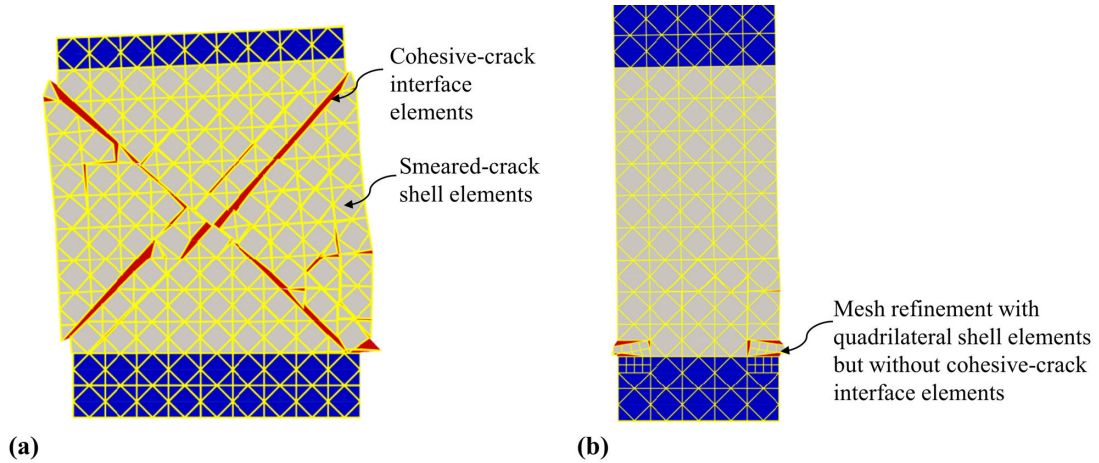 Cohesive-crack
interface
elements
Smeared-crack
shell elements
Mesh refinement with
quadrilateral shell elements
but without cohesive-crack
interface elements
(a)
(b)